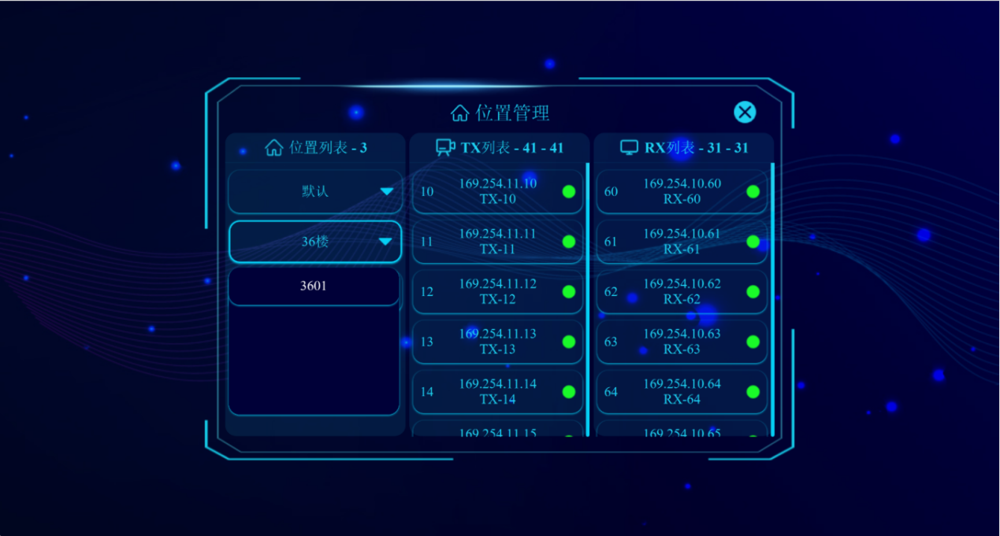 位置管理
位置列表 - 3
默认
36楼
3601
TX列表 - 41 - 41
10
169.254.11.10
TX-10
11
169.254.11.11
TX-11
12
169.254.11.12
TX-12
13
169.254.11.13
TX-13
14
169.254.11.14
TX-14
169.254.11.15
RX列表 - 31 - 31
60
169.254.10.60
RX-60
61
169.254.10.61
RX-61
62
169.254.10.62
RX-62
63
169.254.10.63
RX-63
64
169.254.10.64
RX-64
169.254.10.65